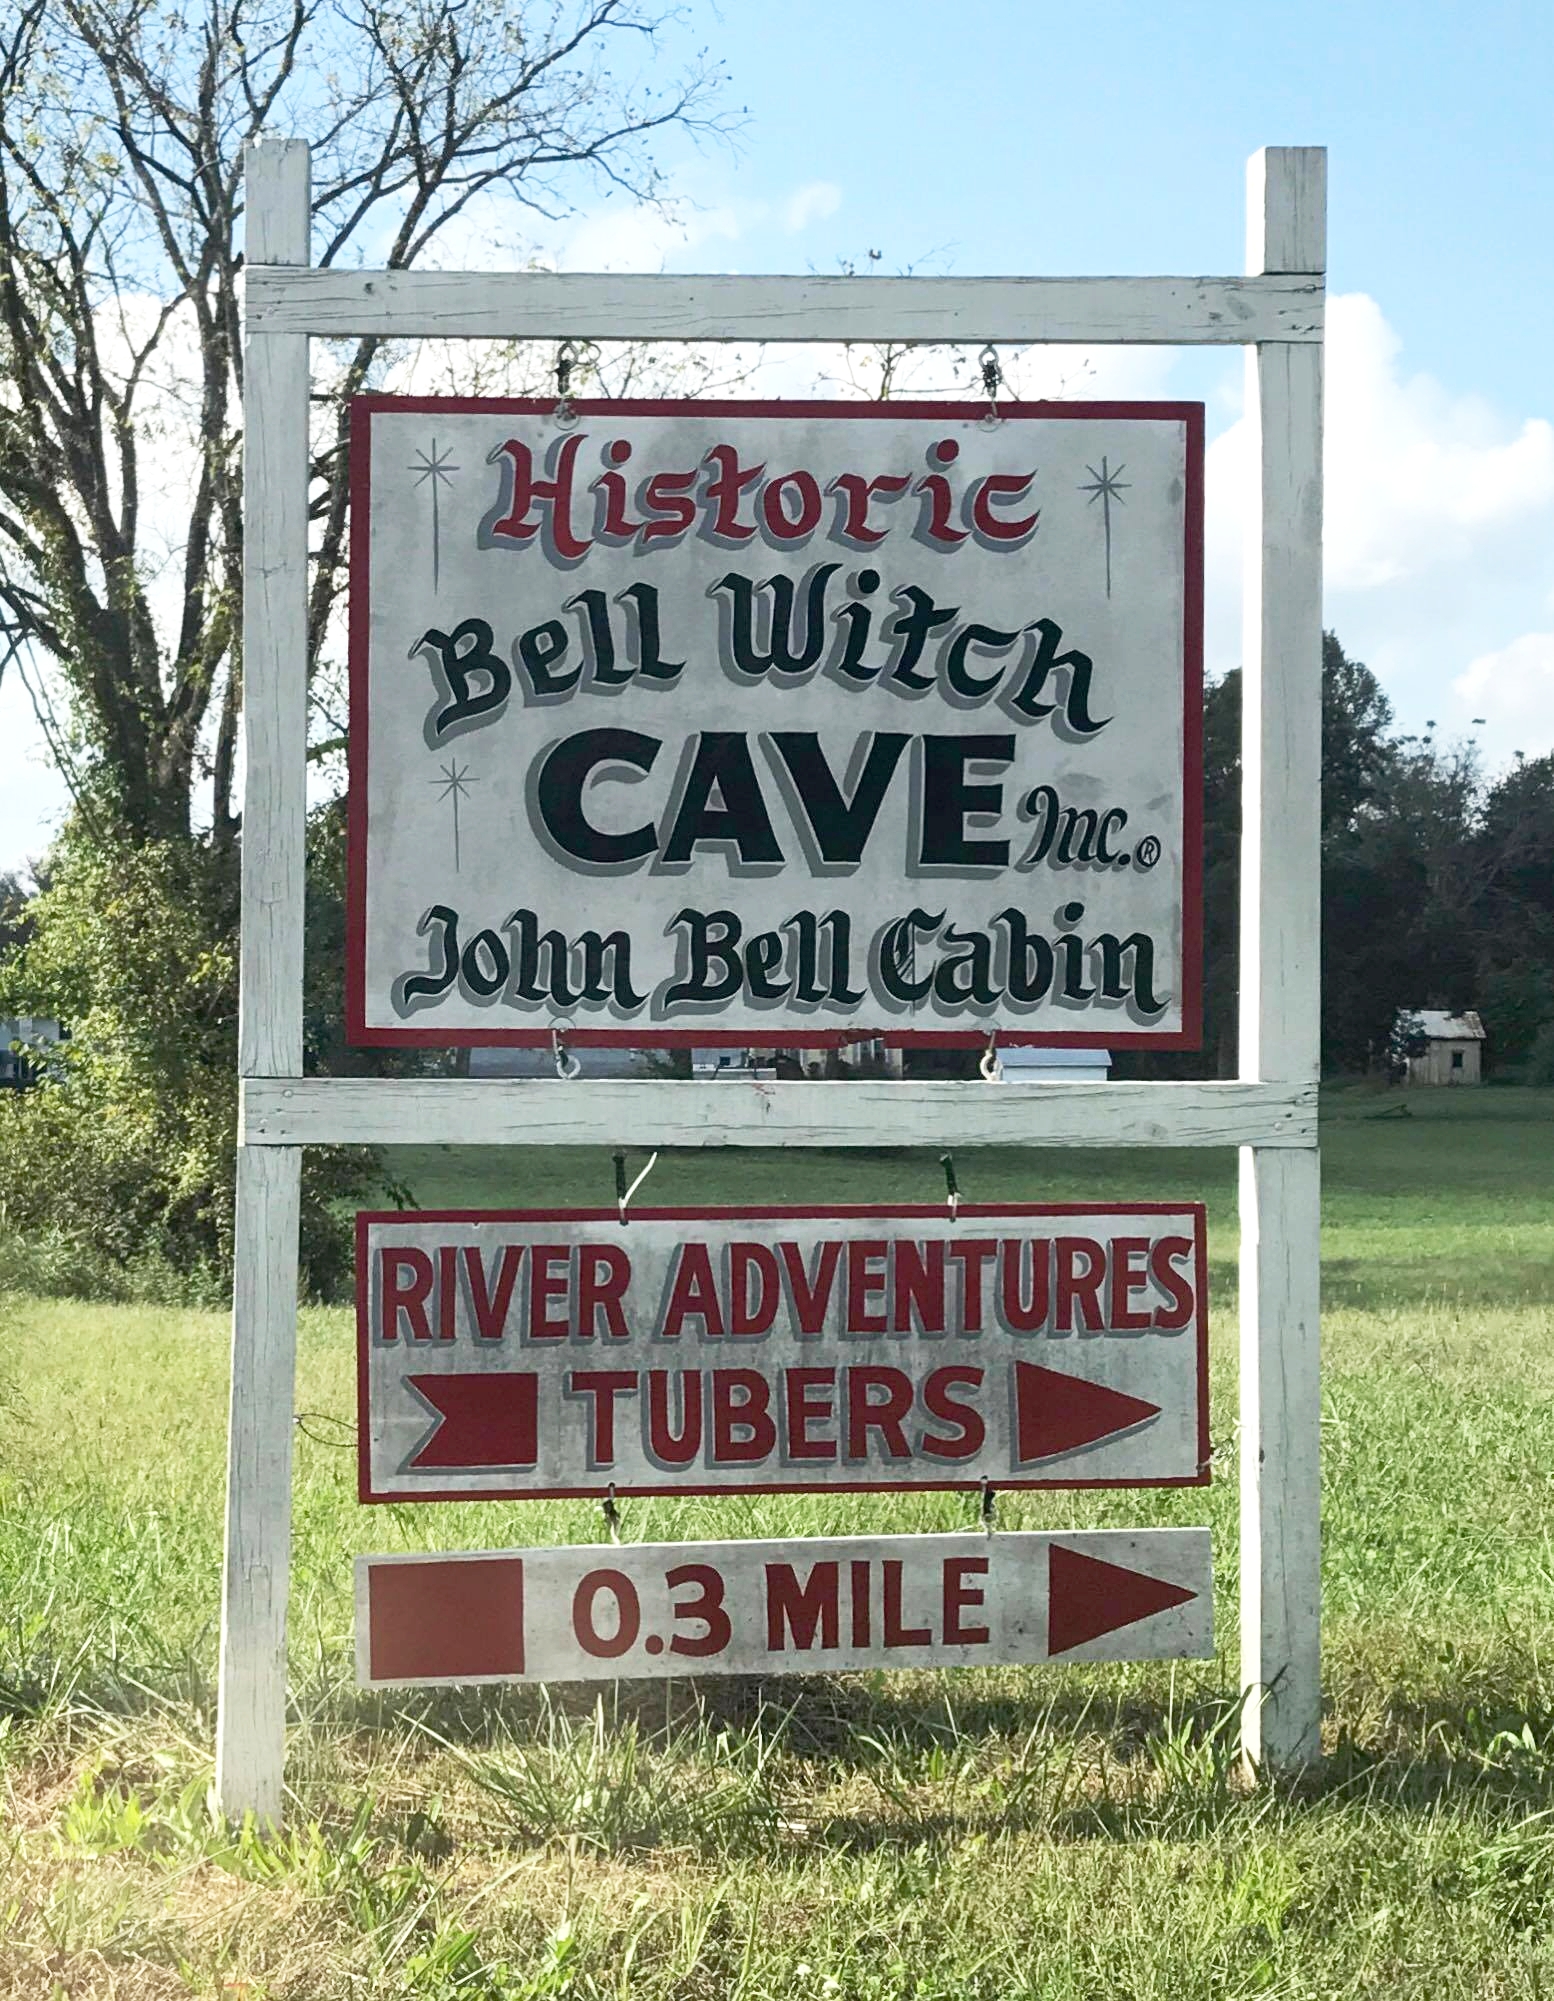 Historic
Bell Witch
CAVE Inc.®
John Bell Cabin
RIVER ADVENTURES
TUBERS
0.3 MILE